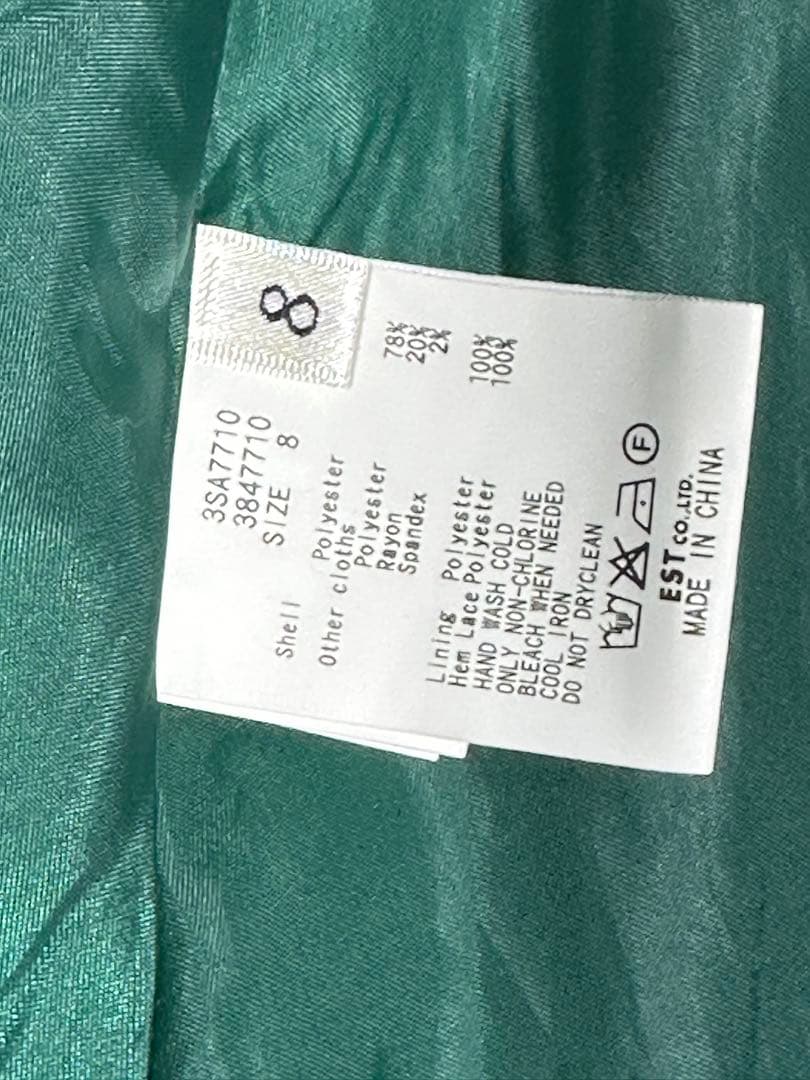 8
3SA7710
3847710
SIZE 8
Shell Polyester
Other cloths
Polyester 78%
Rayon 20%
Spandex 2%
Lining Polyester 100%
Hem Lace Polyester 100%
HAND WASH COLD
ONLY NON-CHLORINE
BLEACH WHEN NEEDED
COOL IRON
DO NOT DRYCLEAN
F
EST CO.,LTD.
MADE IN CHINA